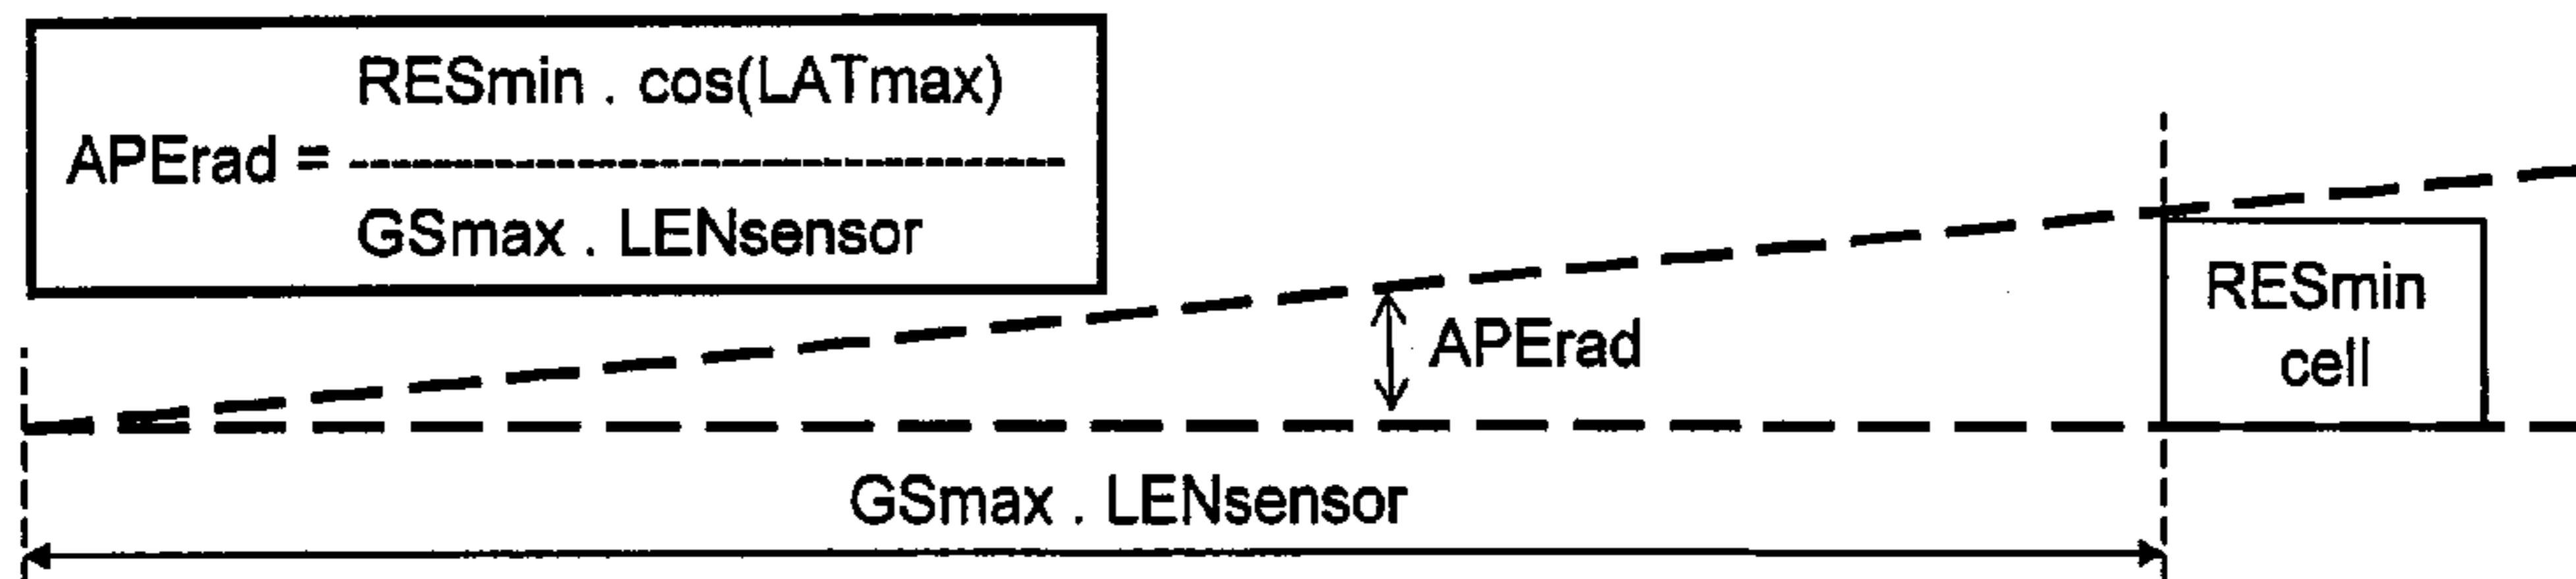 RESmin . cos(LATmax)
APErad = ------------------------------------
GSmax . LENsensor
APErad
RESmin
cell
GSmax . LENsensor